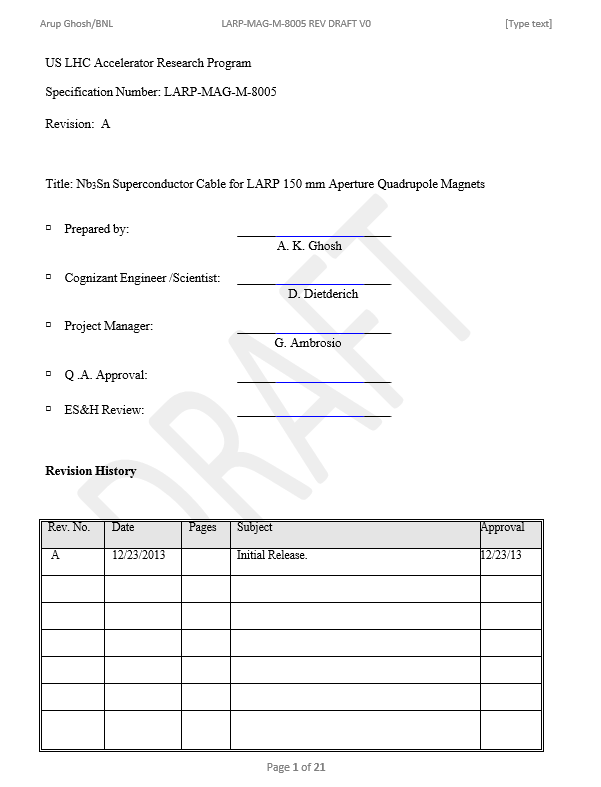 Arup Ghosh/BNL LARP-MAG-M-8005 REV DRAFT V0 [Type text]
US LHC Accelerator Research Program
Specification Number: LARP-MAG-M-8005
Revision: A
Title: Nb3Sn Superconductor Cable for LARP 150 mm Aperture Quadrupole Magnets
Prepared by:
A. K. Ghosh
Cognizant Engineer /Scientist:
D. Dietderich
Project Manager:
G. Ambrosio
Q .A. Approval:
ES&H Review:
DRAFT
Revision History
Rev. No. Date Pages Subject Approval
A 12/23/2013 Initial Release. 12/23/13
Page 1 of 21